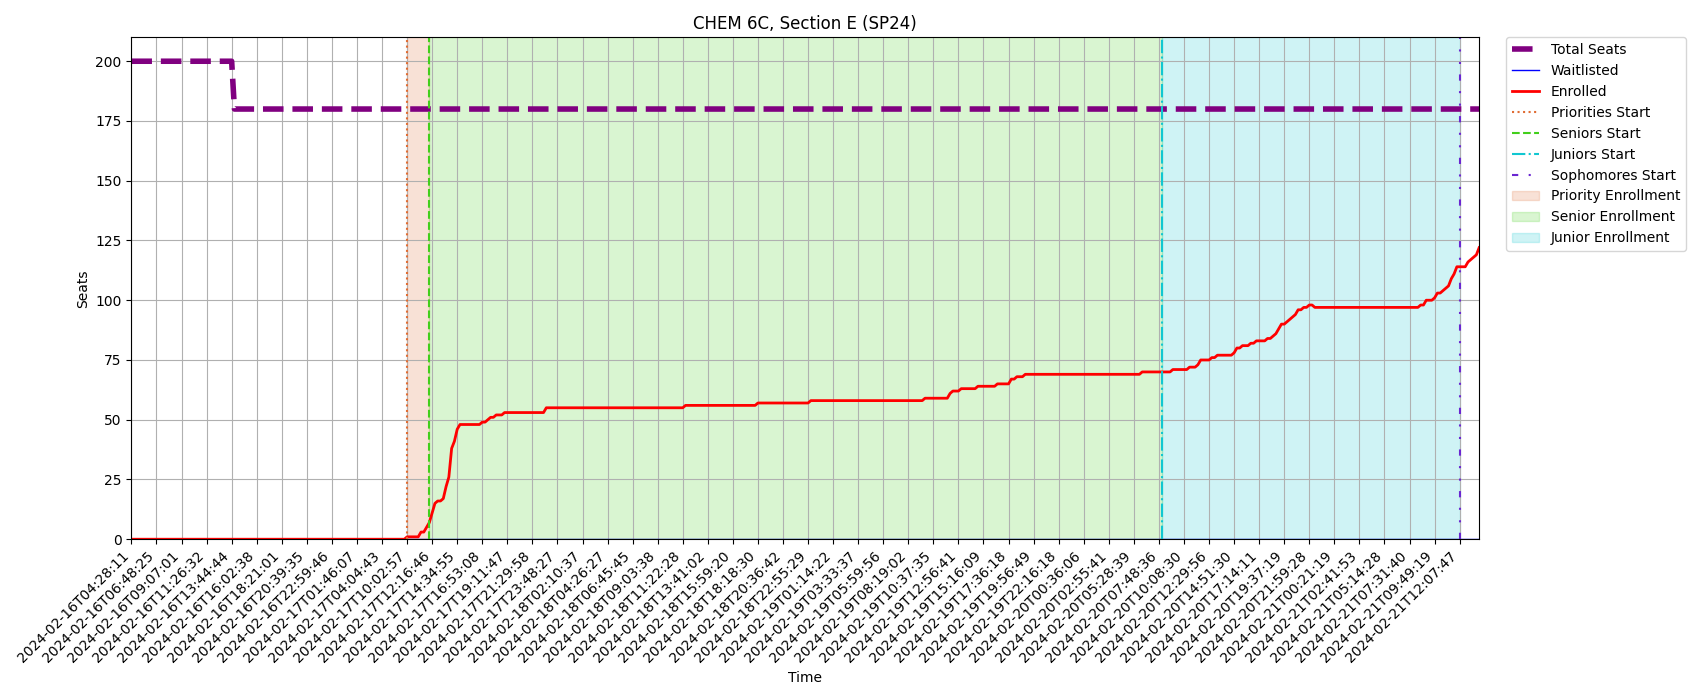 CHEM 6C, Section E (SP24)
Total Seats
Waitlisted
Enrolled
Priorities Start
Seniors Start
Juniors Start
Sophomores Start
Priority Enrollment
Senior Enrollment
Junior Enrollment
Seats
200
175
150
125
100
75
50
25
0
2024-02-16T04:28:11
2024-02-16T06:48:25
2024-02-16T09:07:01
2024-02-16T11:26:32
2024-02-16T13:44:44
2024-02-16T16:02:38
2024-02-16T18:21:01
2024-02-16T20:39:35
2024-02-16T22:59:46
2024-02-17T01:46:07
2024-02-17T04:04:43
2024-02-17T10:02:57
2024-02-17T12:16:46
2024-02-17T14:34:55
2024-02-17T16:53:08
2024-02-17T19:11:47
2024-02-17T21:29:58
2024-02-17T23:48:27
2024-02-18T02:10:37
2024-02-18T04:26:27
2024-02-18T06:45:45
2024-02-18T09:03:38
2024-02-18T11:22:28
2024-02-18T13:41:02
2024-02-18T15:59:20
2024-02-18T18:18:30
2024-02-18T20:36:42
2024-02-18T22:55:29
2024-02-19T01:14:22
2024-02-19T03:33:37
2024-02-19T05:59:56
2024-02-19T08:19:02
2024-02-19T10:37:35
2024-02-19T12:56:41
2024-02-19T15:16:09
2024-02-19T17:36:18
2024-02-19T19:56:49
2024-02-19T22:16:18
2024-02-20T00:36:06
2024-02-20T02:55:41
2024-02-20T05:28:39
2024-02-20T07:48:36
2024-02-20T10:08:30
2024-02-20T12:29:56
2024-02-20T14:51:30
2024-02-20T17:14:11
2024-02-20T19:37:19
2024-02-20T21:59:28
2024-02-21T00:21:19
2024-02-21T02:41:53
2024-02-21T05:14:28
2024-02-21T07:31:40
2024-02-21T09:49:19
2024-02-21T12:07:47
Time